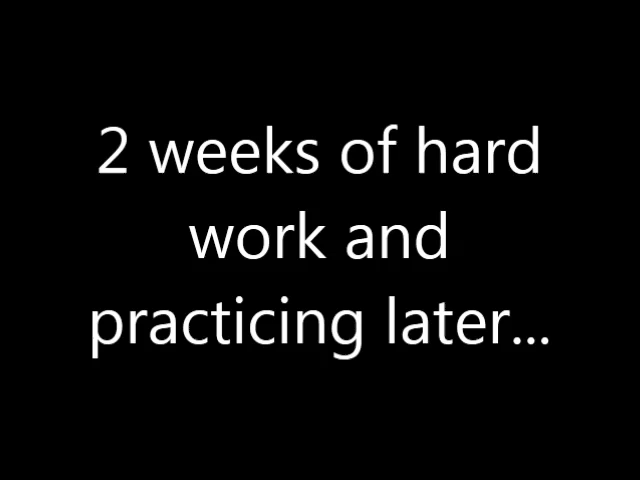 2 weeks of hard
work and
practicing later...